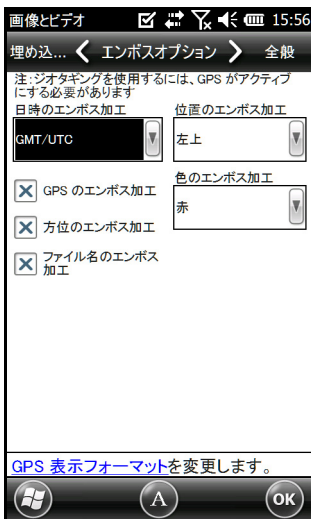 画像とビデオ 15:56
埋め込... エンボスオプション 全般
注:ジオタギングを使用するには、GPS がアクティブ
にする必要があります
日時のエンボス加工 位置のエンボス加工
GMT/UTC 左上
色のエンボス加工
GPS のエンボス加工 赤
方位のエンボス加工
ファイル名のエンボス
加工
GPS 表示フォーマットを変更します。
A OK